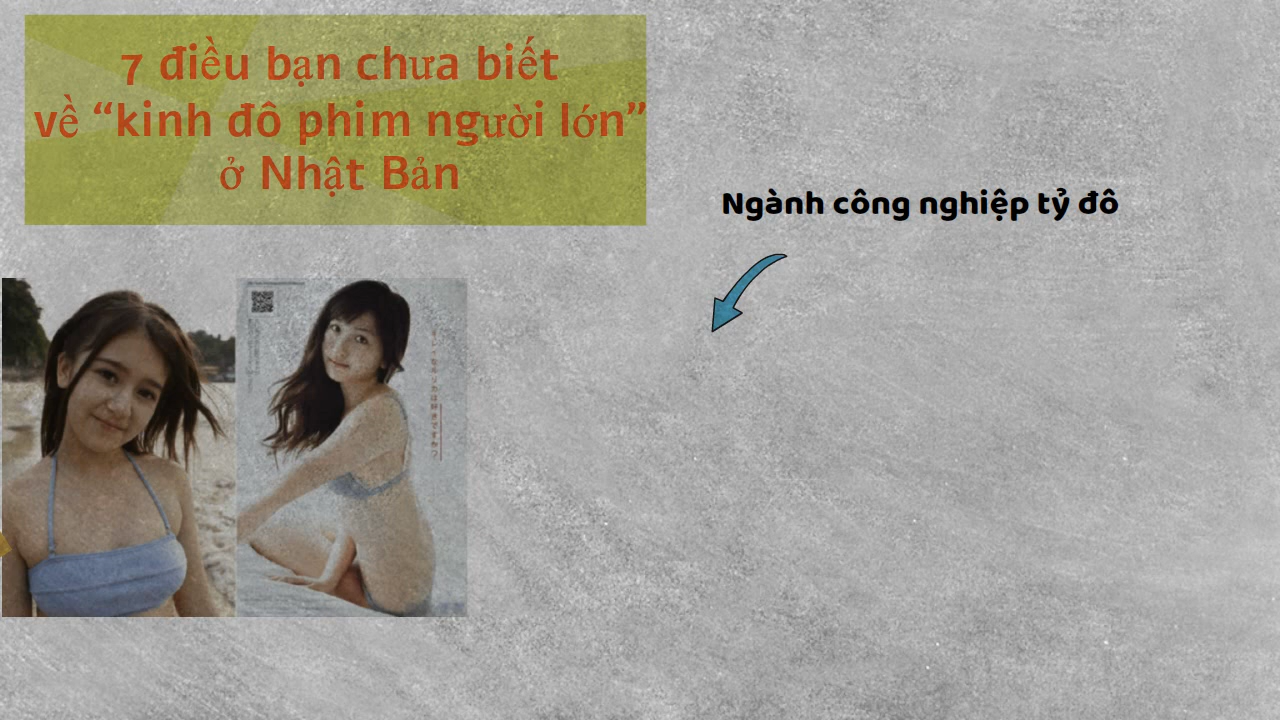 7 điều bạn chưa biết
về “kinh đô phim người lớn”
ở Nhật Bản
Ngành công nghiệp tỷ đô